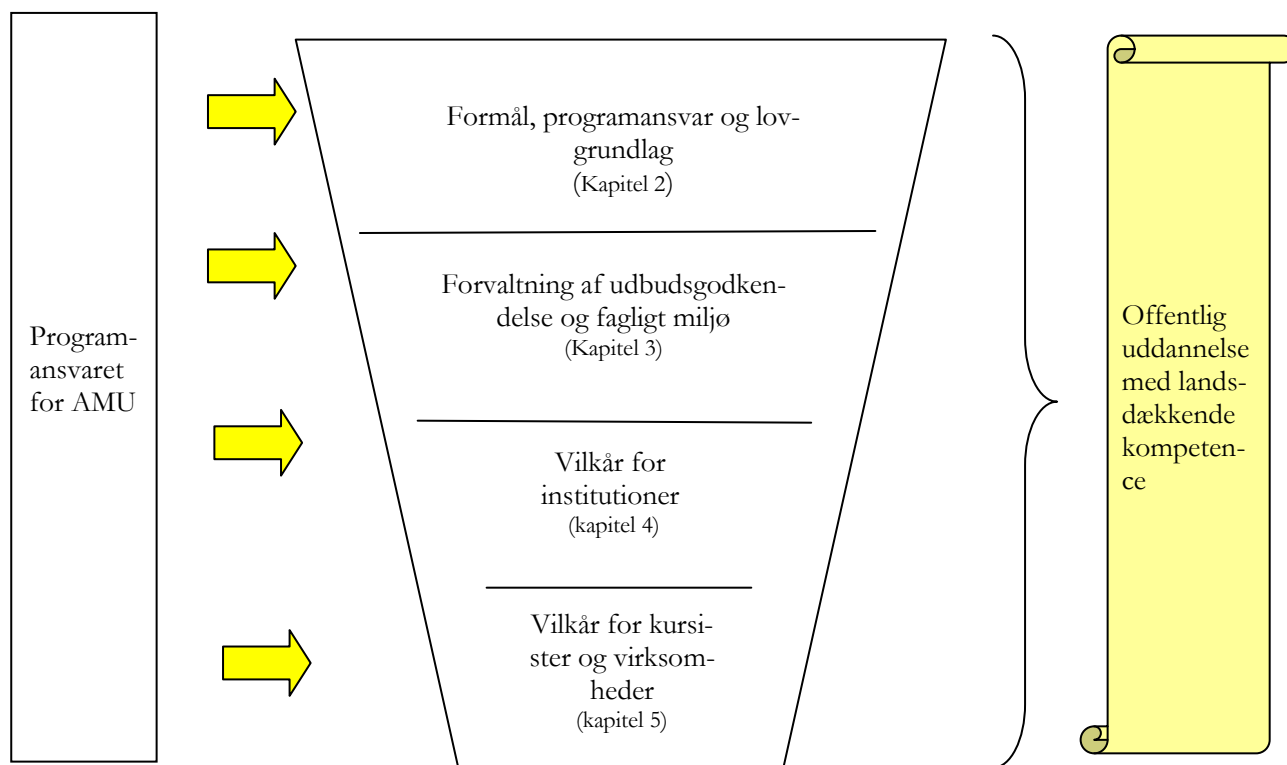 Program-
ansvaret
for AMU
Formål, programansvar og lov-
grundlag
(Kapitel 2)
Forvaltning af udbudsgodken-
delse og fagligt miljø
(Kapitel 3)
Vilkår for
institutioner
(kapitel 4)
Vilkår for kursi-
ster og virksom-
heder
(kapitel 5)
Offentlig
uddannelse
med lands-
dækkende
kompeten-
ce